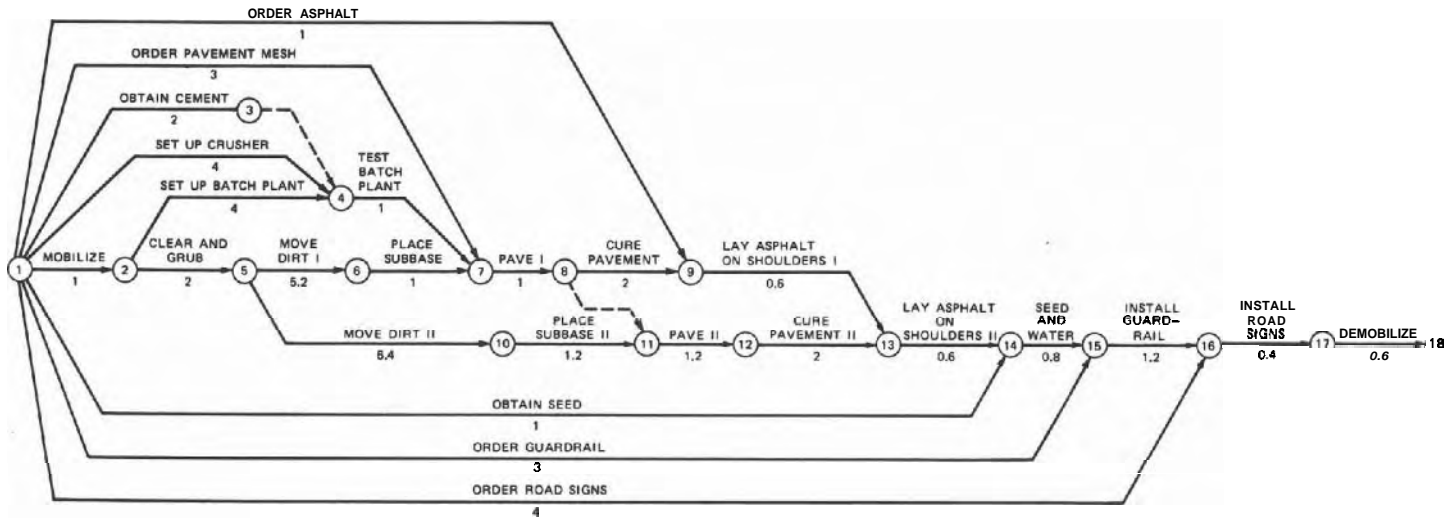 ORDER ASPHALT
1
ORDER PAVEMENT MESH
3
OBTAIN CEMENT
2
3
SET UP CRUSHER
4
TEST
BATCH
PLANT
1
SET UP BATCH PLANT
4
4
1
MOBILIZE
1
2
CLEAR AND
GRUB
2
5
MOVE
DIRT I
5.2
6
PLACE
SUBBASE
1
7
PAVE I
1
8
CURE
PAVEMENT
2
9
LAY ASPHALT
ON SHOULDERS I
0.6
MOVE DIRT II
6.4
10
PLACE
SUBBASE II
1.2
11
PAVE II
1.2
12
CURE
PAVEMENT II
2
13
LAY ASPHALT
ON
SHOULDERS II
0.6
14
SEED
AND
WATER
0.8
15
INSTALL
GUARD-
RAIL
1.2
16
INSTALL
ROAD
SIGNS
0.4
17
DEMOBILIZE
0.6
18
OBTAIN SEED
1
ORDER GUARDRAIL
3
ORDER ROAD SIGNS
4